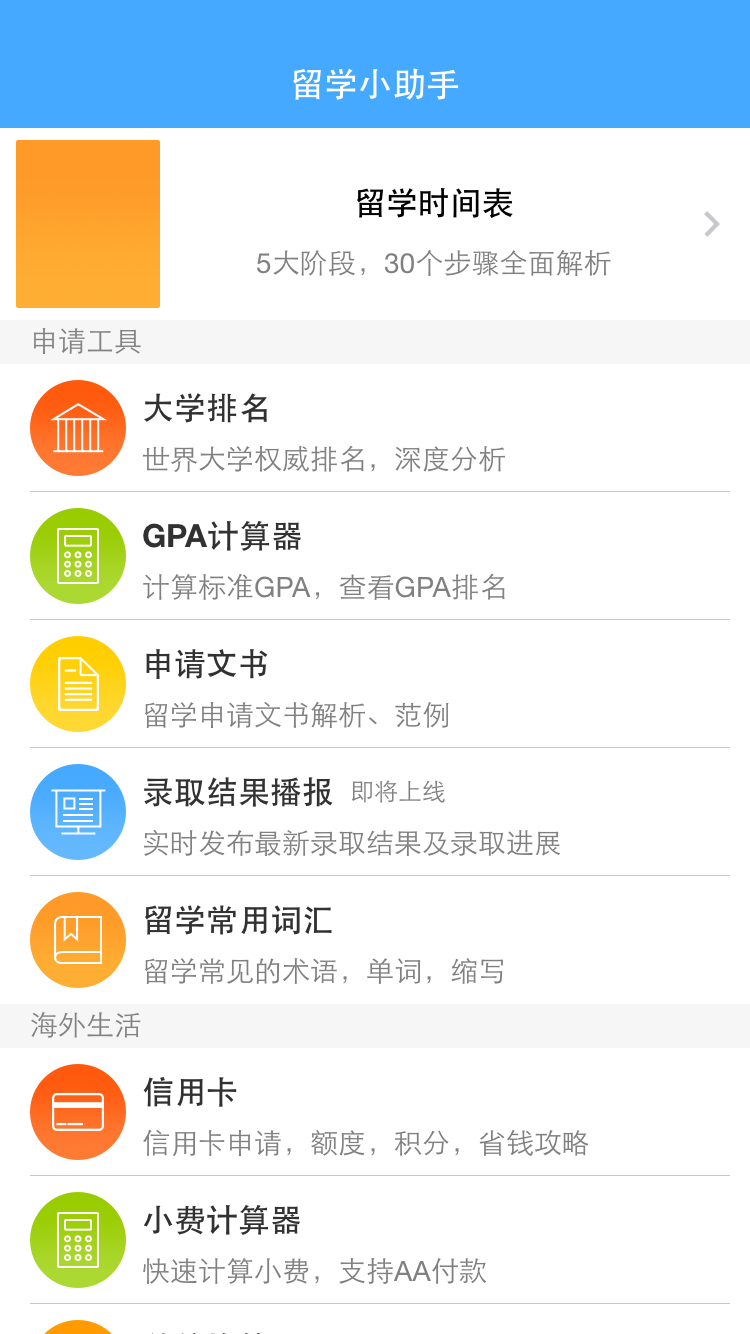 留学小助手
留学时间表
5大阶段，30个步骤全面解析
申请工具
大学排名
世界大学权威排名，深度分析
GPA计算器
计算标准GPA，查看GPA排名
申请文书
留学申请文书解析、范例
录取结果播报 即将上线
实时发布最新录取结果及录取进展
留学常用词汇
留学常见的术语，单词，缩写
海外生活
信用卡
信用卡申请，额度，积分，省钱攻略
小费计算器
快速计算小费，支持AA付款